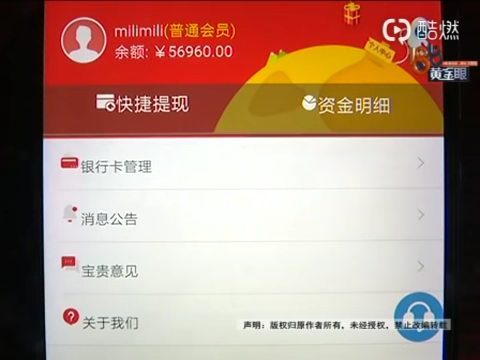 酷燃
milimili(普通会员)
余额: ￥56960.00
个人中心
黄金眼
快捷提现
资金明细
银行卡管理
消息公告
宝贵意见
关于我们
声明：版权归原作者所有，未经授权，禁止改编转载